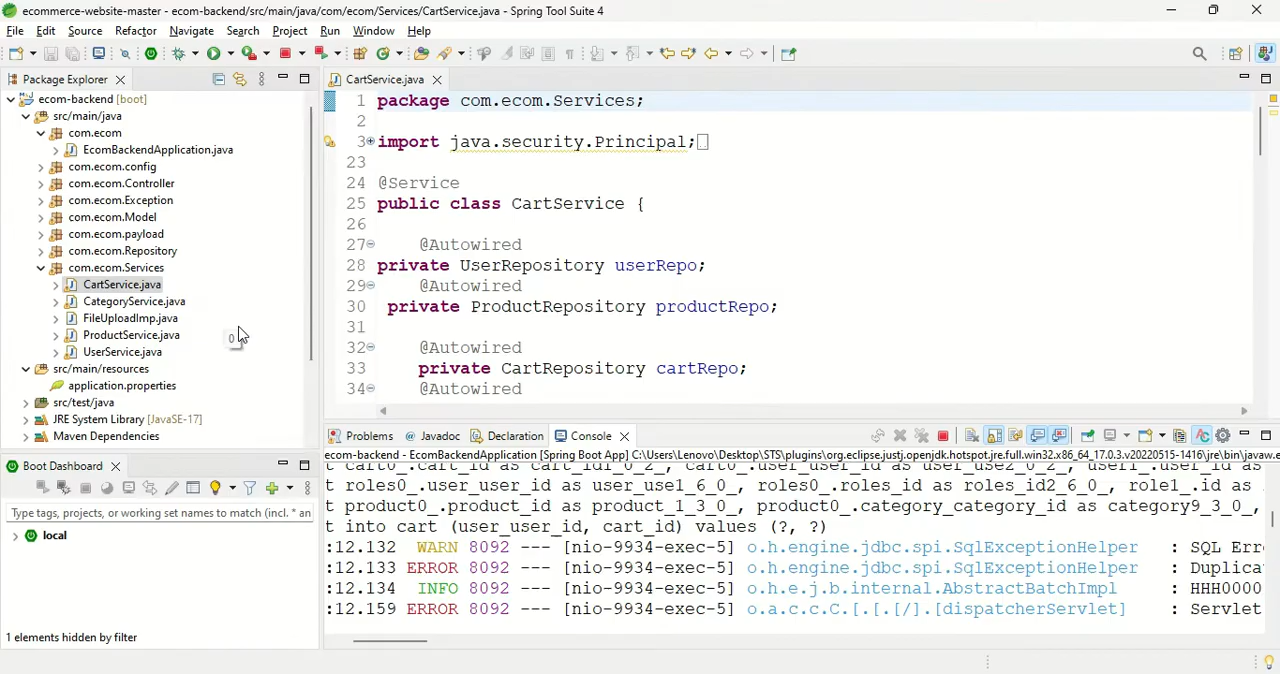 ecommerce-website-master - ecom-backend/src/main/java/com/ecom/Services/CartService.java - Spring Tool Suite 4
File Edit Source Refactor Navigate Search Project Run Window Help
Package Explorer
ecom-backend [boot]
src/main/java
com.ecom
EcomBackendApplication.java
com.ecom.config
com.ecom.Controller
com.ecom.Exception
com.ecom.Model
com.ecom.payload
com.ecom.Repository
com.ecom.Services
CartService.java
CategoryService.java
FileUploadImp.java
ProductService.java
0
UserService.java
src/main/resources
application.properties
src/test/java
JRE System Library [JavaSE-17]
Maven Dependencies
Boot Dashboard
Type tags, projects, or working set names to match (incl. * an
local
1 elements hidden by filter
CartService.java
1 package com.ecom.Services;
2
3 import java.security.Principal;
23
24 @Service
25 public class CartService {
26
27 @Autowired
28 private UserRepository userRepo;
29 @Autowired
30 private ProductRepository productRepo;
31
32 @Autowired
33 private CartRepository cartRepo;
34 @Autowired
Problems @ Javadoc Declaration Console
ecom-backend - EcomBackendApplication [Spring Boot App] C:\Users\Lenovo\Desktop\STS\plugins\org.eclipse.justj.openjdk.hotspot.jre.full.win32.x86_64_17.0.3.v20220515-1416\jre\bin\javaw.e
t cart0_.cart_id as cart_id1_0_2_, cart0_.user_user_id as user_use2_0_2_, user1_.user_id as
t roles0_.user_user_id as user_use1_6_0_, roles0_.roles_id as roles_id2_6_0_, role1_.id as
t product0_.product_id as product_1_3_0_, product0_.category_category_id as category9_3_0_,
t into cart (user_user_id, cart_id) values (?, ?)
:12.132 WARN 8092 --- [nio-9934-exec-5] o.h.engine.jdbc.spi.SqlExceptionHelper : SQL Err
:12.133 ERROR 8092 --- [nio-9934-exec-5] o.h.engine.jdbc.spi.SqlExceptionHelper : Duplica
:12.134 INFO 8092 --- [nio-9934-exec-5] o.h.e.j.b.internal.AbstractBatchImpl : HHH0000
:12.159 ERROR 8092 --- [nio-9934-exec-5] o.a.c.c.C.[.[.[/].[dispatcherServlet] : Servlet